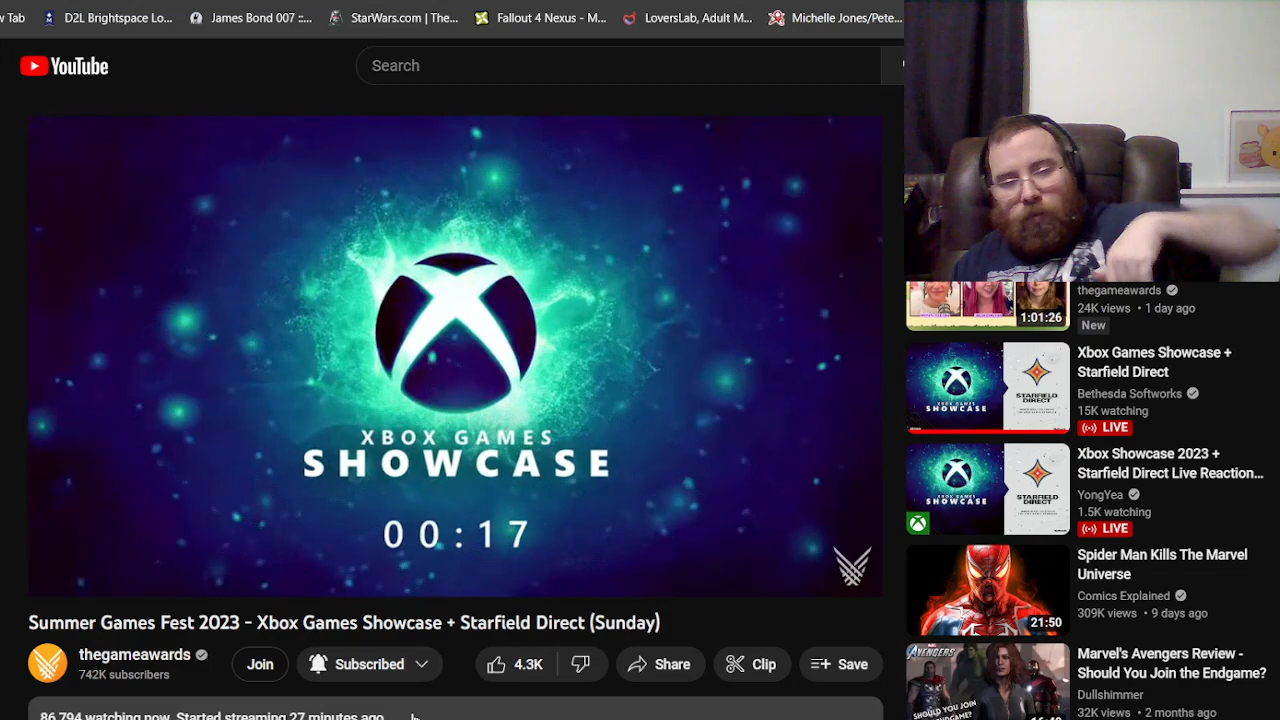 w Tab
D2L Brightspace Lo...
James Bond 007 ::...
StarWars.com | The...
Fallout 4 Nexus - M...
LoversLab, Adult M...
Michelle Jones/Pete...
YouTube
Search
XBOX GAMES
SHOWCASE
00:17
Summer Games Fest 2023 - Xbox Games Showcase + Starfield Direct (Sunday)
thegameawards
742K subscribers
Join
Subscribed
4.3K
Share
Clip
Save
86,794 watching now Started streaming 27 minutes ago
1:01:26
thegameawards
24K views • 1 day ago
New
XBOX GAMES
SHOWCASE
STARFIELD
DIRECT
Xbox Games Showcase +
Starfield Direct
Bethesda Softworks
15K watching
LIVE
XBOX GAMES
SHOWCASE
STARFIELD
DIRECT
Xbox Showcase 2023 +
Starfield Direct Live Reaction...
YongYea
1.5K watching
LIVE
21:50
Spider Man Kills The Marvel
Universe
Comics Explained
309K views • 9 days ago
AVENGERS
SHOULD YOU JOIN
Marvel's Avengers Review -
Should You Join the Endgame?
Dullshimmer
32K views • 2 months ago